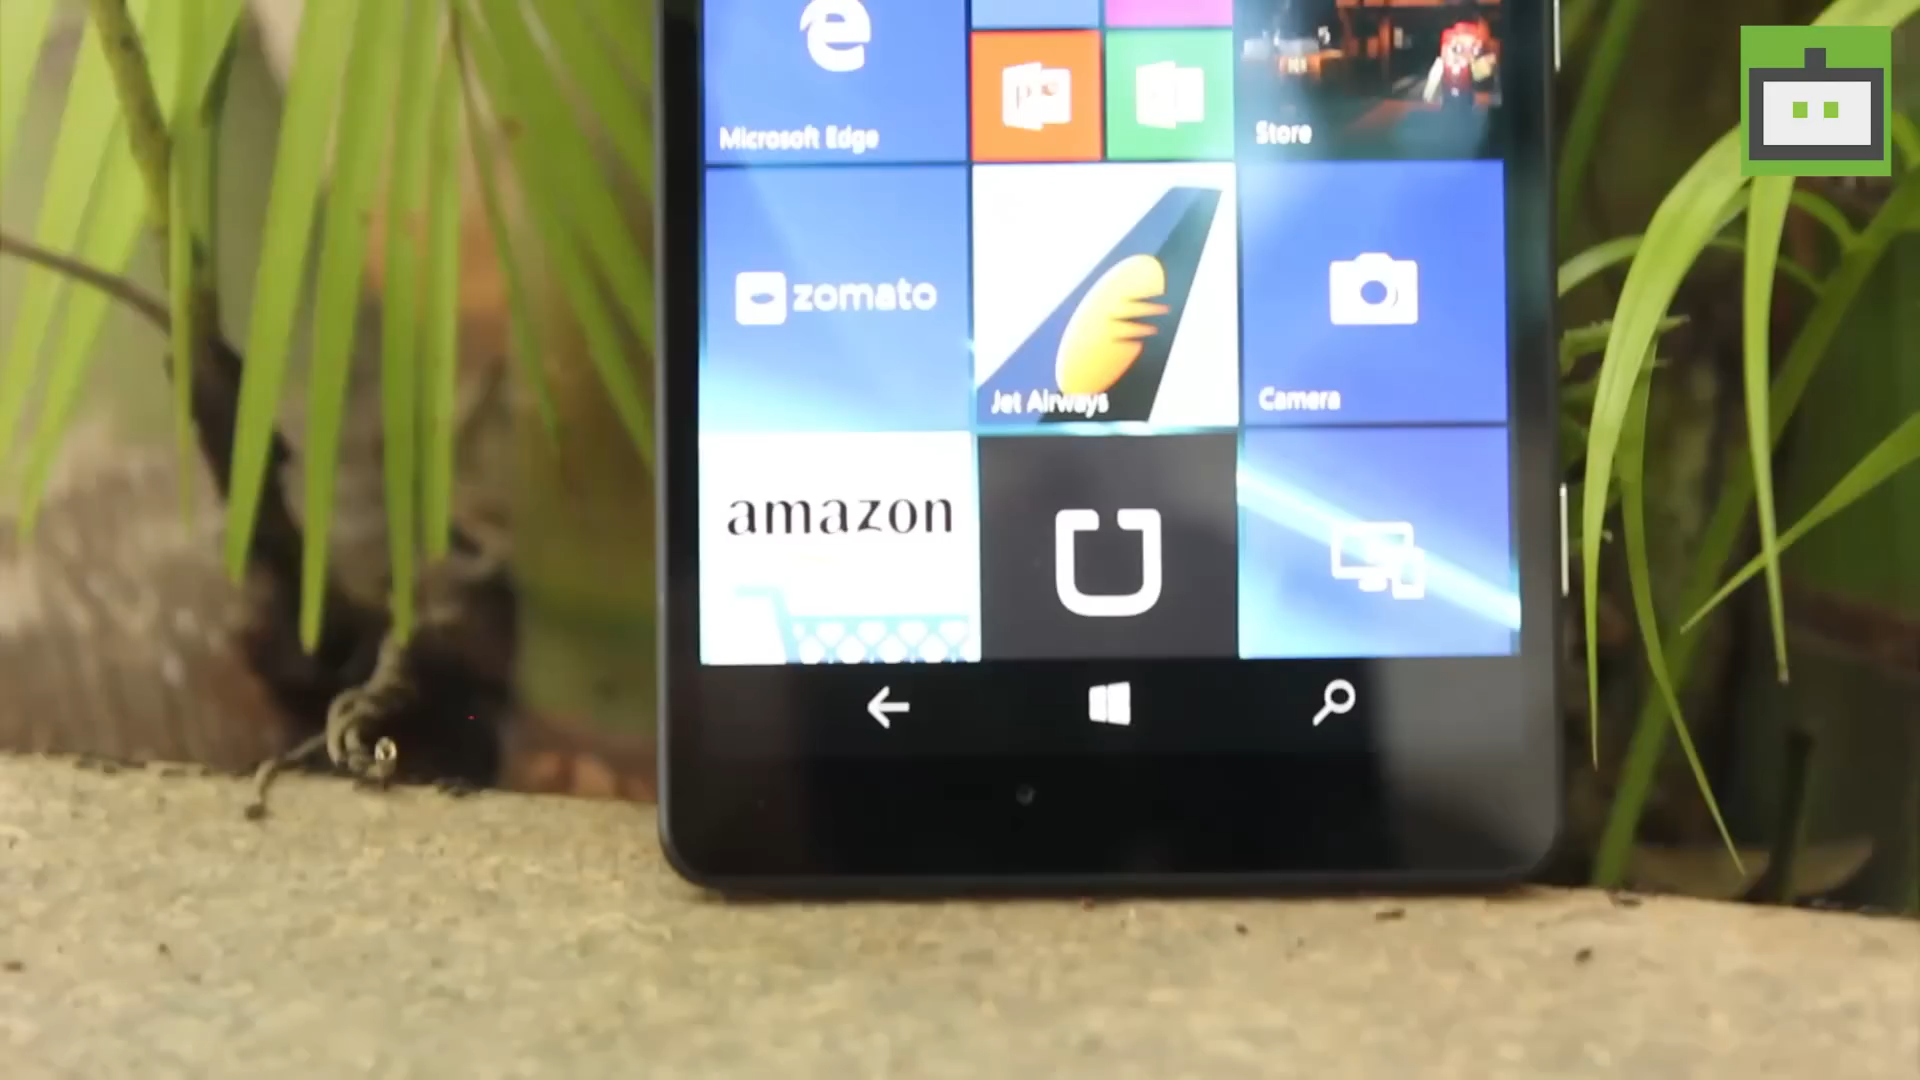 Microsoft Edge
Store
zomato
Jet Airways
Camera
amazon